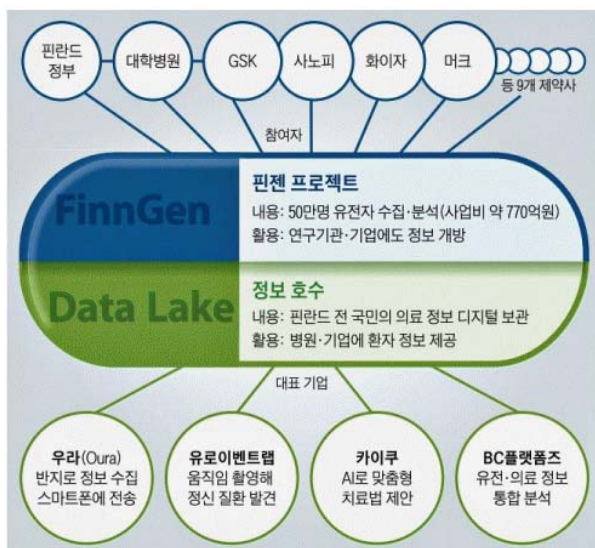 핀란드
정부
대학병원
GSK
사노피
화이자
머크
등 9개 제약사
참여자
FinnGen
핀젠 프로젝트
내용: 50만명 유전자 수집·분석(사업비 약 770억원)
활용: 연구기관·기업에도 정보 개방
Data Lake
정보 호수
내용: 핀란드 전 국민의 의료 정보 디지털 보관
활용: 병원·기업에 환자 정보 제공
대표 기업
우라(Oura)
반지로 정보 수집
스마트폰에 전송
유로이벤트랩
움직임 촬영해
정신 질환 발견
카이쿠
AI로 맞춤형
치료법 제안
BC플랫폼즈
유전·의료 정보
통합 분석